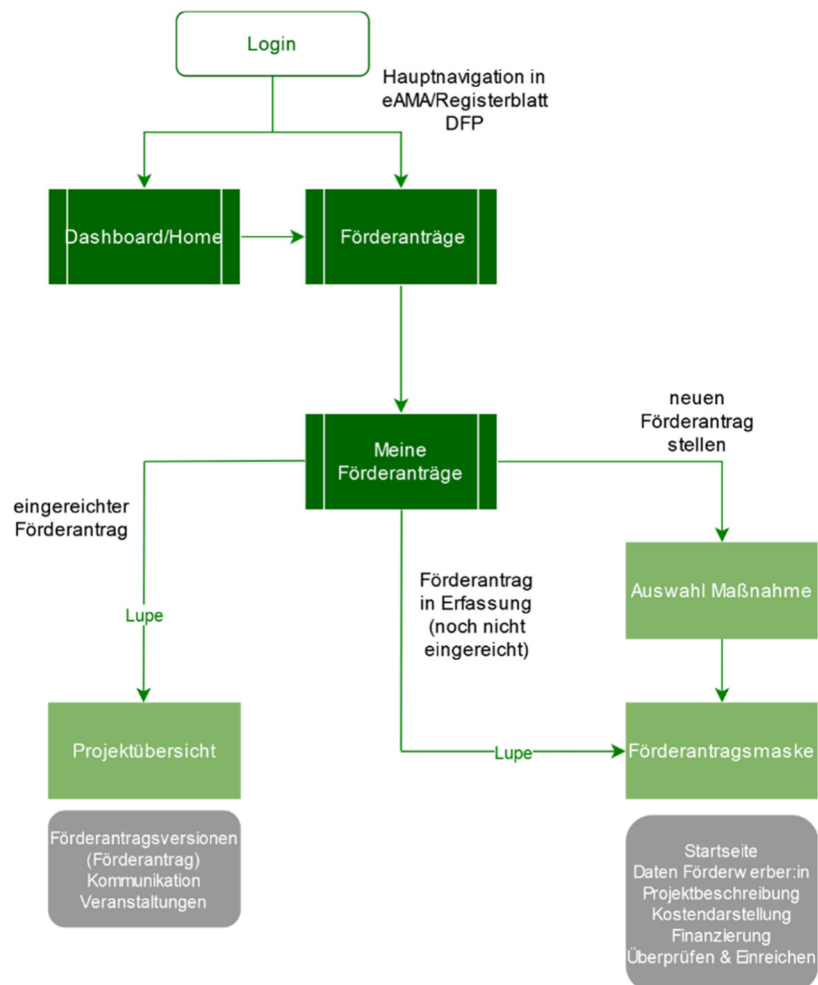 Login
Hauptnavigation in
eAMA/Registerblatt
DFP
Dashboard/Home
Förderanträge
neuen
Förderantrag
stellen
Meine
Förderanträge
eingereichter
Förderantrag
Förderantrag
in Erfassung
(noch nicht
eingereicht)
Auswahl Maßnahme
Lupe
Projektübersicht
Lupe
Förderantragsmaske
Förderantragsversionen
(Förderantrag)
Kommunikation
Veranstaltungen
Startseite
Daten Förderwerber:in
Projektbeschreibung
Kostendarstellung
Finanzierung
Überprüfen & Einreichen